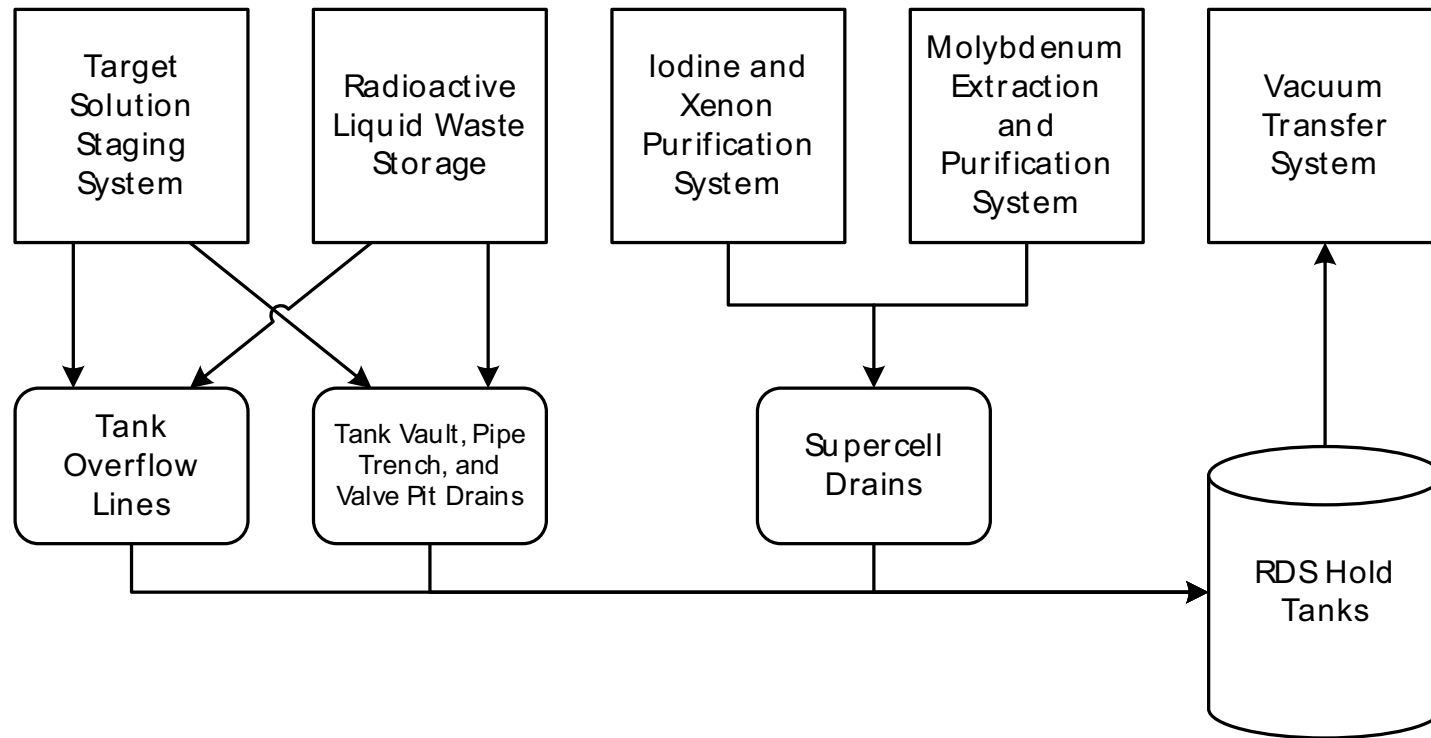 Target
Solution
Staging
System
Radioactive
Liquid Waste
Storage
Iodine and
Xenon
Purification
System
Molybdenum
Extraction
and
Purification
System
Vacuum
Transfer
System
Tank
Overflow
Lines
Tank Vault, Pipe
Trench, and
Valve Pit Drains
Supercell
Drains
RDS Hold
Tanks